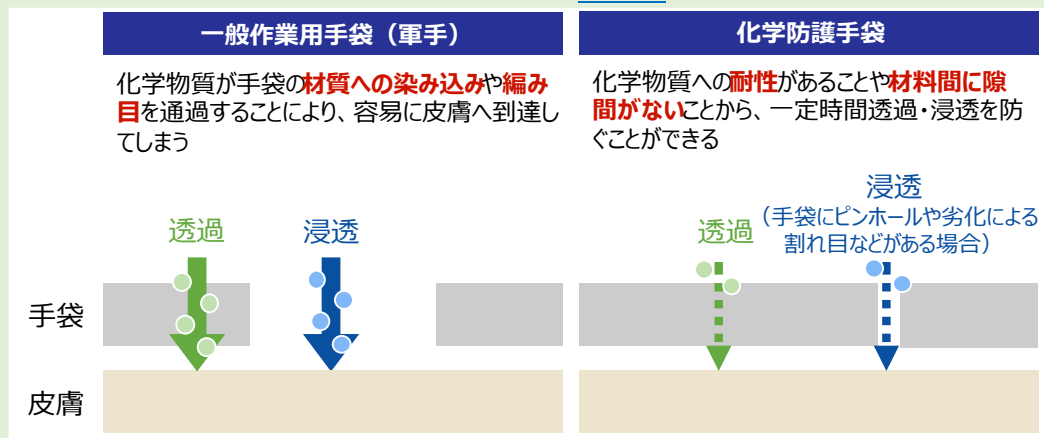 一般作業用手袋（軍手）
化学物質が手袋の材質への染み込みや編み
目を通過することにより、容易に皮膚へ到達し
てしまう
化学防護手袋
化学物質への耐性があることや材料間に隙
間がないことから、一定時間透過・浸透を防
ぐことができる
透過
浸透
透過
浸透
（手袋にピンホールや劣化による
割れ目などがある場合）
手袋
皮膚